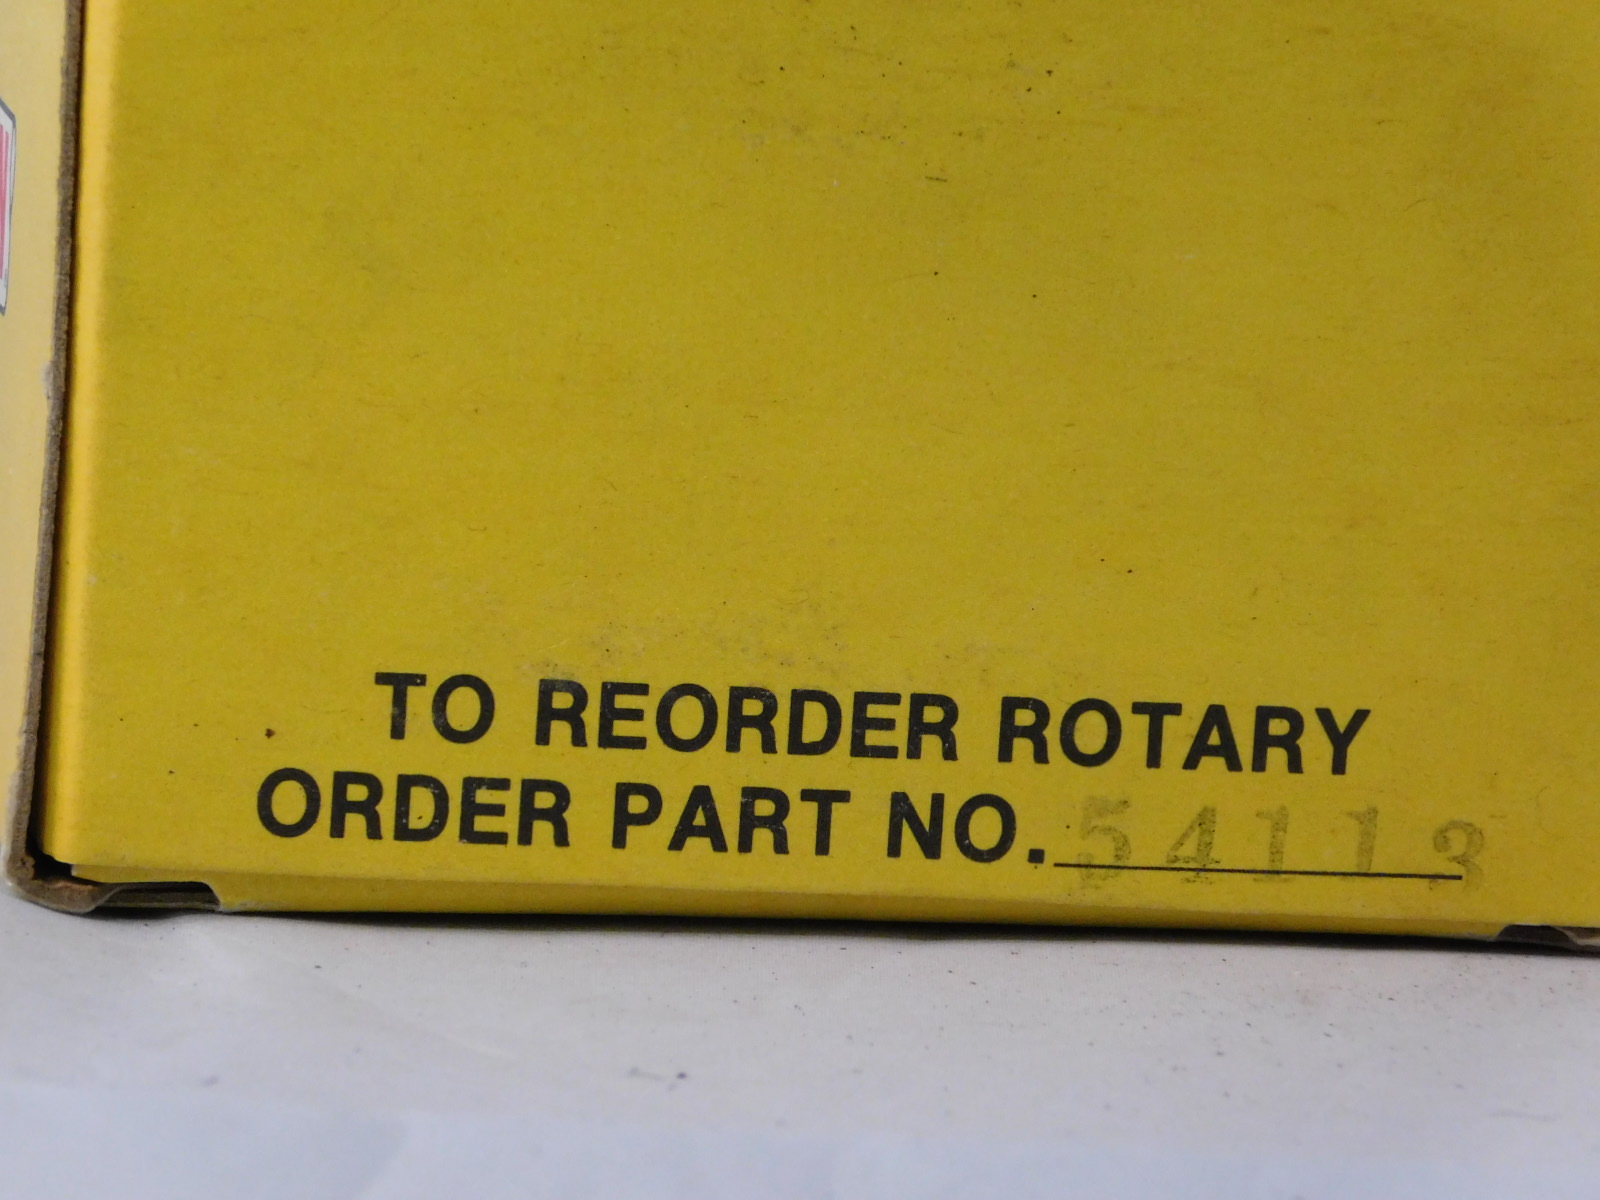 TO REORDER ROTARY
ORDER PART NO. 54113